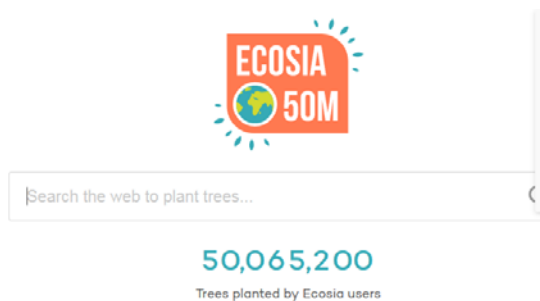 ECOSIA
50M
Search the web to plant trees...
50,065,200
Trees planted by Ecosia users